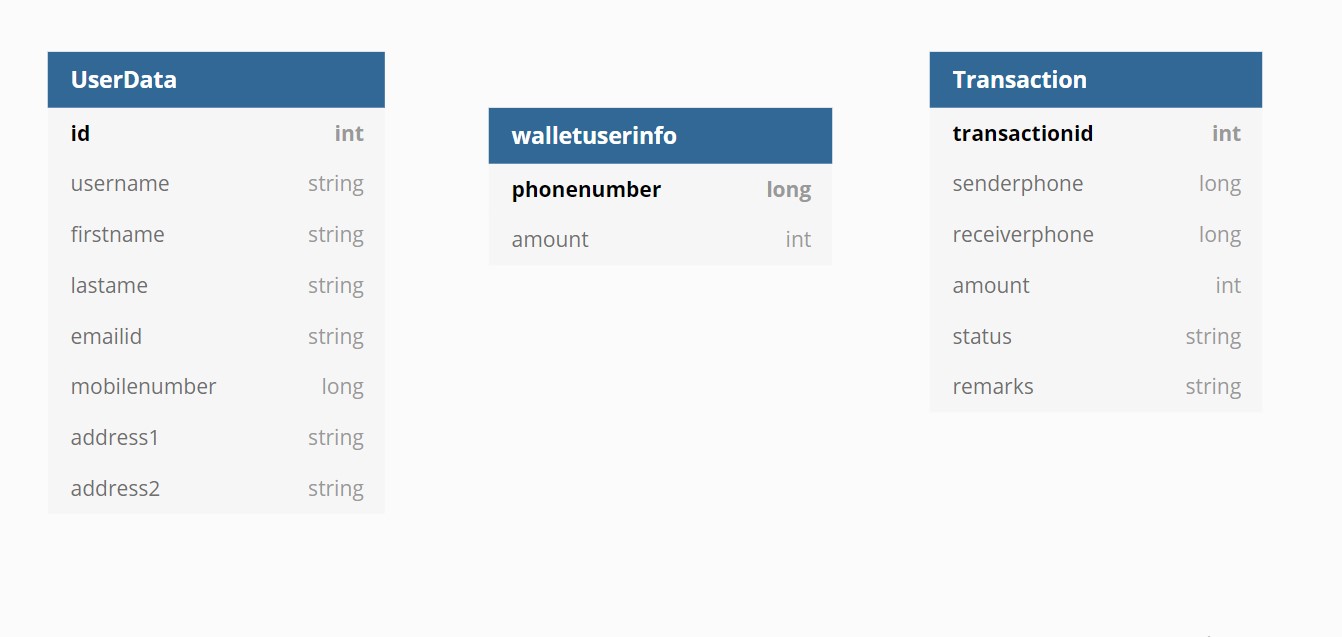 UserData
id int
username string
firstname string
lastame string
emailid string
mobilenumber long
address1 string
address2 string
walletuserinfo
phonenumber long
amount int
Transaction
transactionid int
senderphone long
receiverphone long
amount int
status string
remarks string